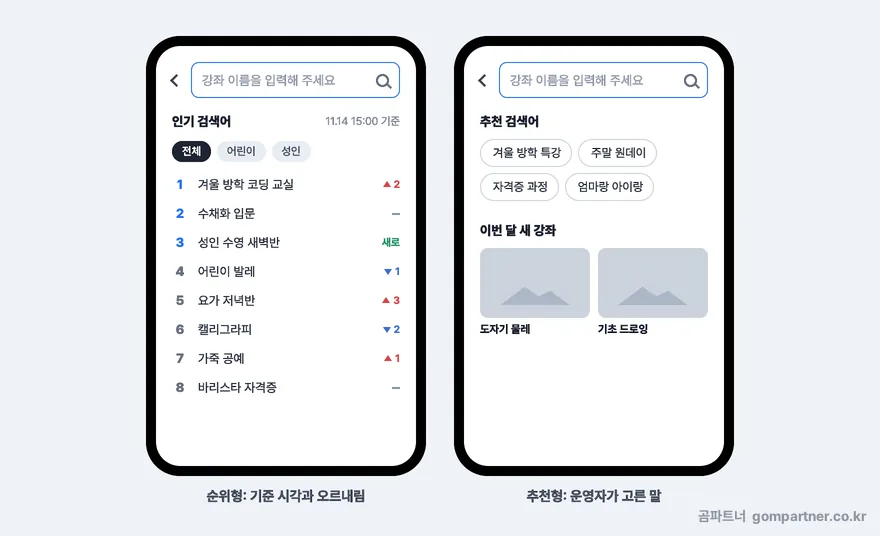 강좌 이름을 입력해 주세요
인기 검색어 11.14 15:00 기준
전체 어린이 성인
1 겨울 방학 코딩 교실 ▲ 2
2 수채화 입문 –
3 성인 수영 새벽반 새로
4 어린이 발레 ▼ 1
5 요가 저녁반 ▲ 3
6 캘리그라피 ▼ 2
7 가죽 공예 ▲ 1
8 바리스타 자격증 –
순위형: 기준 시각과 오르내림
강좌 이름을 입력해 주세요
추천 검색어
겨울 방학 특강 주말 원데이
자격증 과정 엄마랑 아이랑
이번 달 새 강좌
도자기 물레 기초 드로잉
추천형: 운영자가 고른 말
곰파트너 gompartner.co.kr